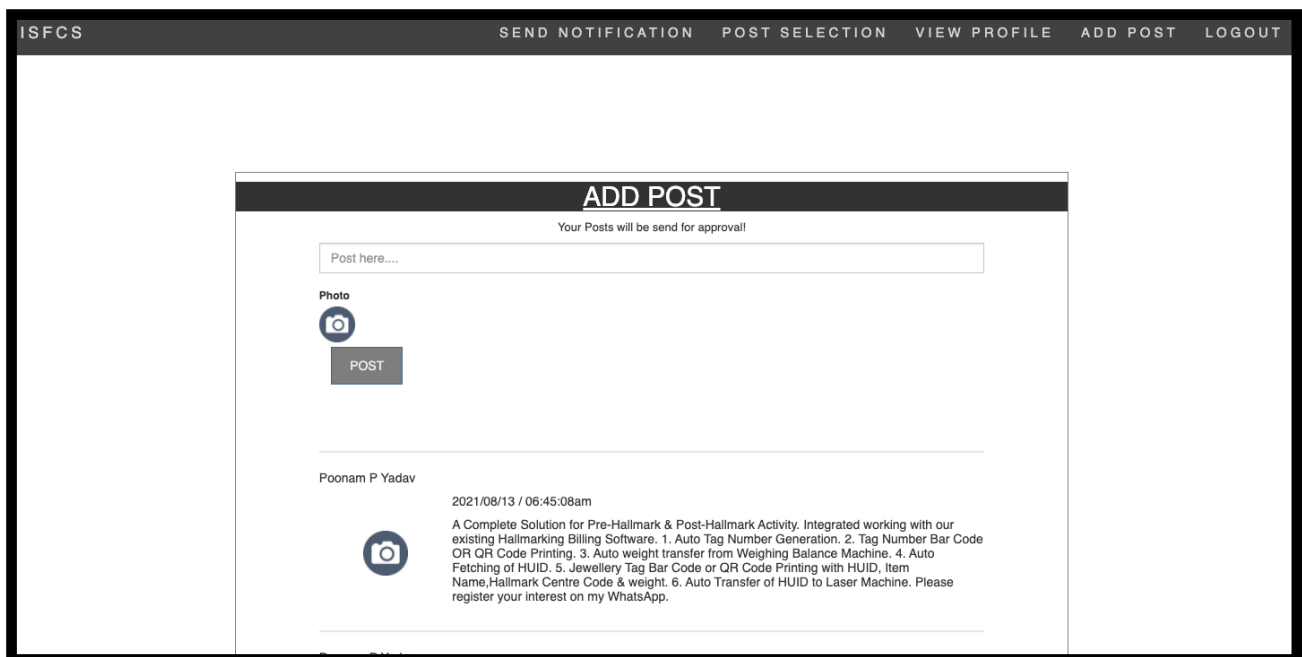 ISFCS SEND NOTIFICATION POST SELECTION VIEW PROFILE ADD POST LOGOUT
ADD POST
Your Posts will be send for approval!
Post here....
Photo
POST
Poonam P Yadav
2021/08/13 / 06:45:08am
A Complete Solution for Pre-Hallmark & Post-Hallmark Activity. Integrated working with our
existing Hallmarking Billing Software. 1. Auto Tag Number Generation. 2. Tag Number Bar Code
OR QR Code Printing. 3. Auto weight transfer from Weighing Balance Machine. 4. Auto
Fetching of HUID. 5. Jewellery Tag Bar Code or QR Code Printing with HUID, Item
Name,Hallmark Centre Code & weight. 6. Auto Transfer of HUID to Laser Machine. Please
register your interest on my WhatsApp.